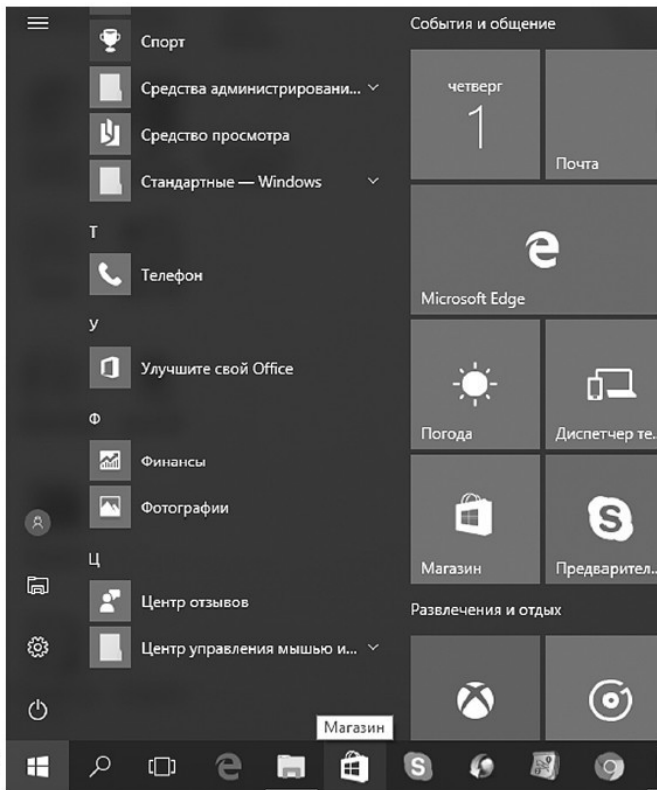 Спорт
Средства администрировани...
Средство просмотра
Стандартные — Windows
Т
Телефон
У
Улучшите свой Office
Ф
Финансы
Фотографии
Ц
Центр отзывов
Центр управления мышью и...
События и общение
четверг
1
Почта
Microsoft Edge
Погода
Диспетчер те...
Магазин
Предварител...
Развлечения и отдых
Магазин